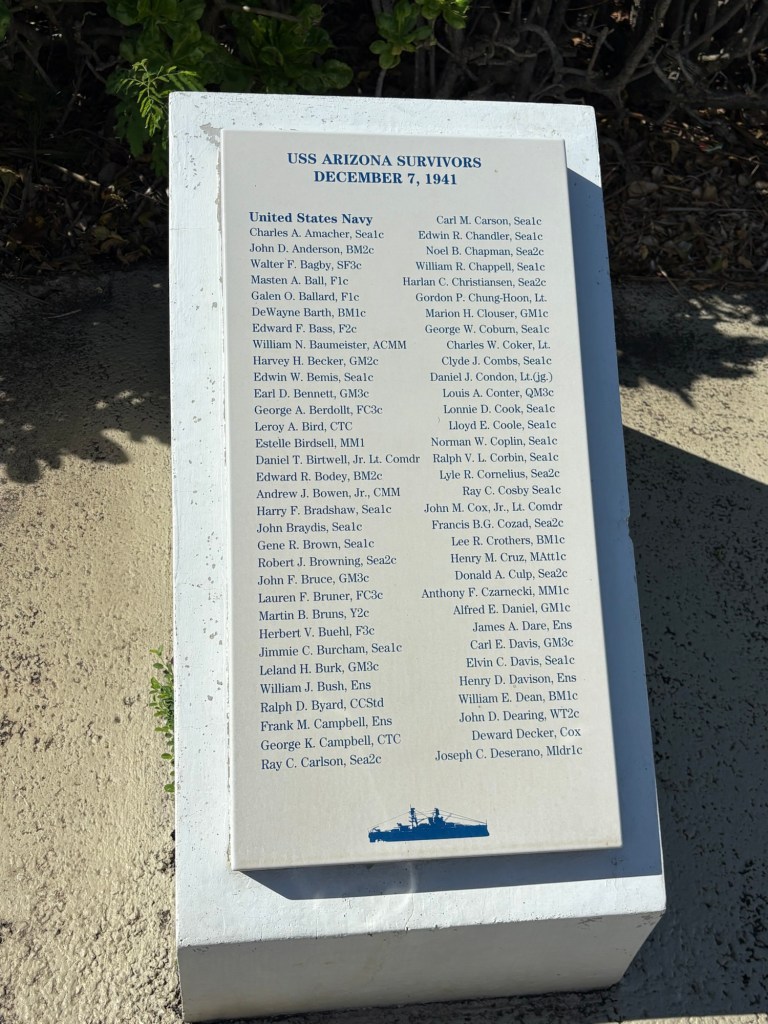 USS ARIZONA SURVIVORS
DECEMBER 7, 1941
United States Navy
Charles A. Amacher, Sea1c
John D. Anderson, BM2c
Walter F. Bagby, SF3c
Masten A. Ball, F1c
Galen O. Ballard, F1c
DeWayne Barth, BM1c
Edward F. Bass, F2c
William N. Baumeister, ACMM
Harvey H. Becker, GM2c
Edwin W. Bemis, Sea1c
Earl D. Bennett, GM3c
George A. Berdollt, FC3c
Leroy A. Bird, CTC
Estelle Birdsell, MM1
Daniel T. Birtwell, Jr. Lt. Comdr
Edward R. Bodey, BM2c
Andrew J. Bowen, Jr., CMM
Harry F. Bradshaw, Sea1c
John Braydis, Sea1c
Gene R. Brown, Sea1c
Robert J. Browning, Sea2c
John F. Bruce, GM3c
Lauren F. Bruner, FC3c
Martin B. Bruns, Y2c
Herbert V. Buehl, F3c
Jimmie C. Burcham, Sea1c
Leland H. Burk, GM3c
William J. Bush, Ens
Ralph D. Byard, CCStd
Frank M. Campbell, Ens
George K. Campbell, CTC
Ray C. Carlson, Sea2c
Carl M. Carson, Sea1c
Edwin R. Chandler, Sea1c
Noel B. Chapman, Sea2c
William R. Chappell, Sea1c
Harlan C. Christiansen, Sea2c
Gordon P. Chung-Hoon, Lt.
Marion H. Clouser, GM1c
George W. Coburn, Sea1c
Charles W. Coker, Lt.
Clyde J. Combs, Sea1c
Daniel J. Condon, Lt.(jg.)
Louis A. Conter, QM3c
Lonnie D. Cook, Sea1c
Lloyd E. Coole, Sea1c
Norman W. Coplin, Sea1c
Ralph V. L. Corbin, Sea1c
Lyle R. Cornelius, Sea2c
Ray C. Cosby Sea1c
John M. Cox, Jr., Lt. Comdr
Francis B.G. Cozad, Sea2c
Lee R. Crothers, BM1c
Henry M. Cruz, MAtt1c
Donald A. Culp, Sea2c
Anthony F. Czarnecki, MM1c
Alfred E. Daniel, GM1c
James A. Dare, Ens
Carl E. Davis, GM3c
Elvin C. Davis, Sea1c
Henry D. Davison, Ens
William E. Dean, BM1c
John D. Dearing, WT2c
Deward Decker, Cox
Joseph C. Deserano, Mldr1c